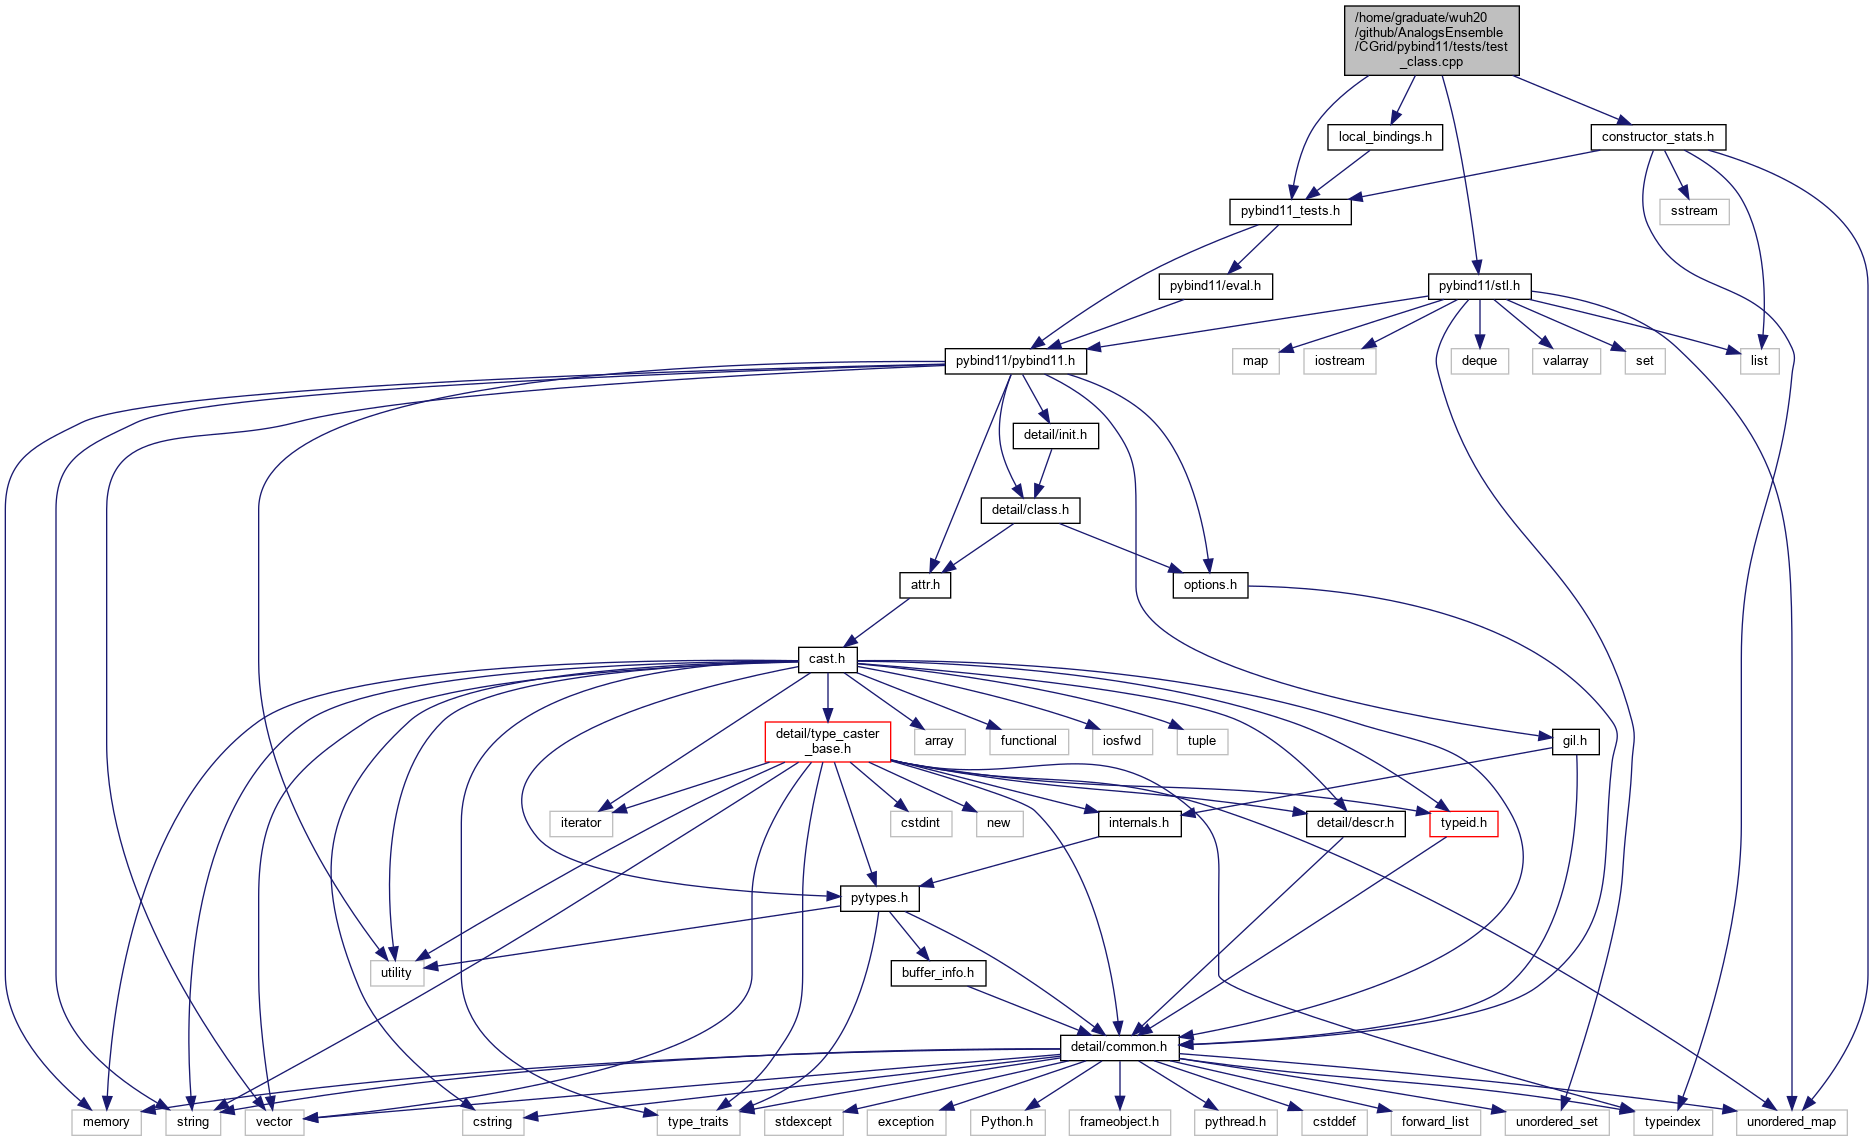 /home/graduate/wuh20
/github/AnalogsEnsemble
/CGrid/pybind11/tests/test
_class.cpp
local_bindings.h
constructor_stats.h
pybind11_tests.h
sstream
pybind11/eval.h
pybind11/stl.h
pybind11/pybind11.h
map
iostream
deque
valarray
set
list
detail/init.h
detail/class.h
attr.h
options.h
cast.h
detail/type_caster
_base.h
array
functional
iosfwd
tuple
gil.h
iterator
cstdint
new
internals.h
detail/descr.h
typeid.h
pytypes.h
utility
buffer_info.h
detail/common.h
memory
string
vector
cstring
type_traits
stdexcept
exception
Python.h
frameobject.h
pythread.h
cstddef
forward_list
unordered_set
typeindex
unordered_map